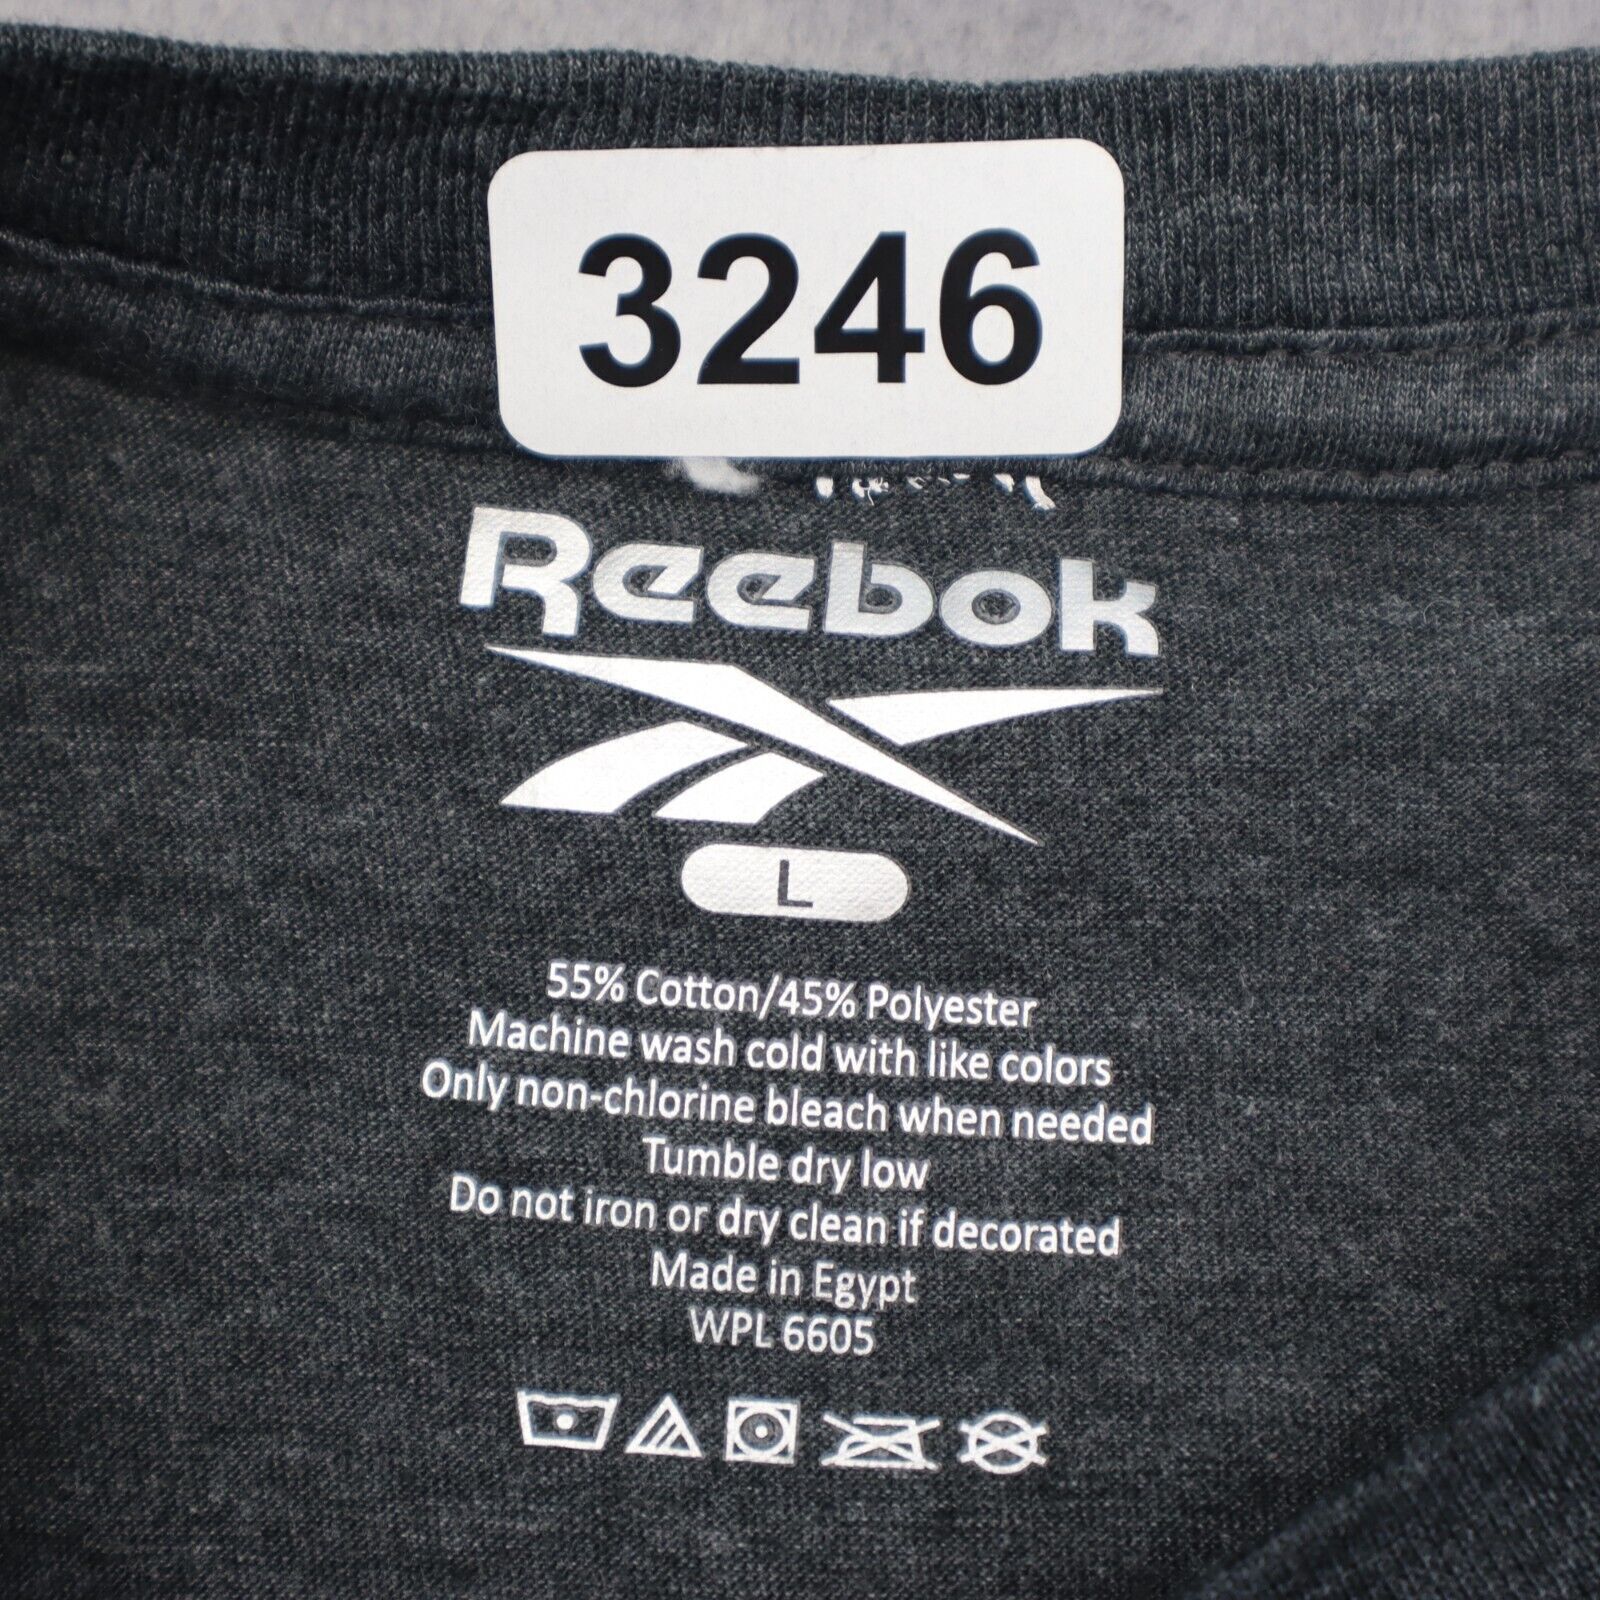 3246
Reebok
L
55% Cotton/45% Polyester
Machine wash cold with like colors
Only non-chlorine bleach when needed
Tumble dry low
Do not iron or dry clean if decorated
Made in Egypt
WPL 6605